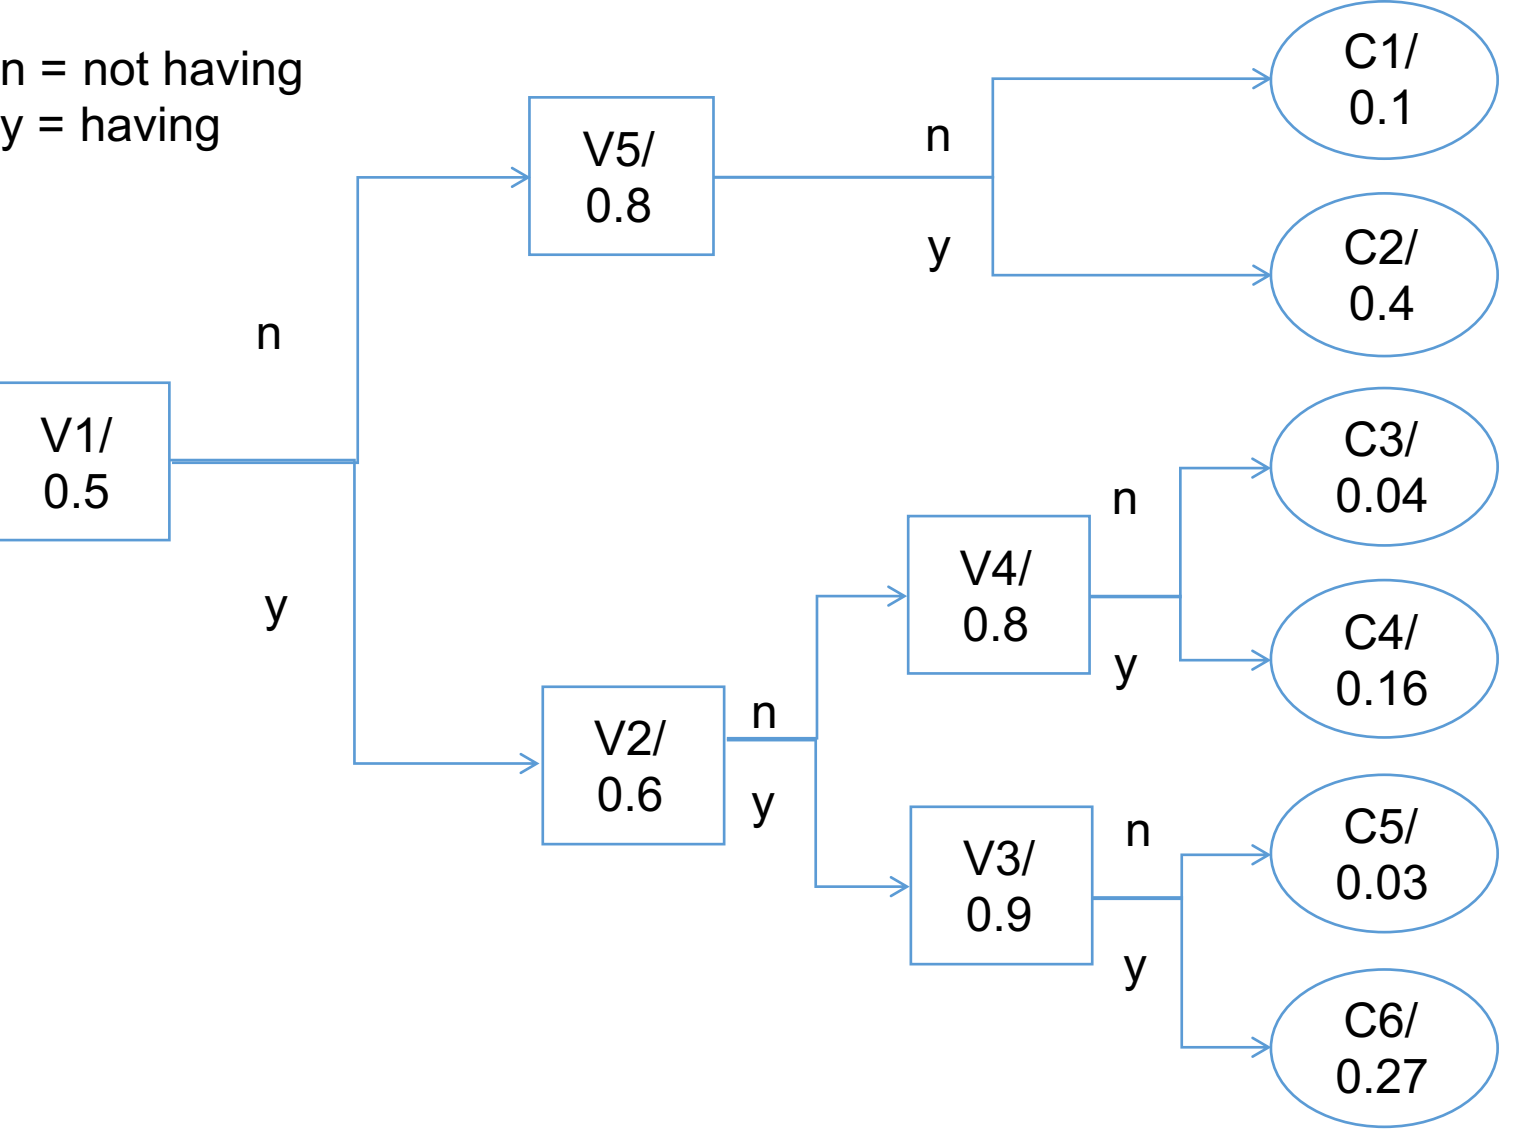 n = not having
y = having
V1/
0.5
n
y
V5/
0.8
n
y
C1/
0.1
C2/
0.4
V2/
0.6
n
y
V4/
0.8
n
y
C3/
0.04
C4/
0.16
V3/
0.9
n
y
C5/
0.03
C6/
0.27